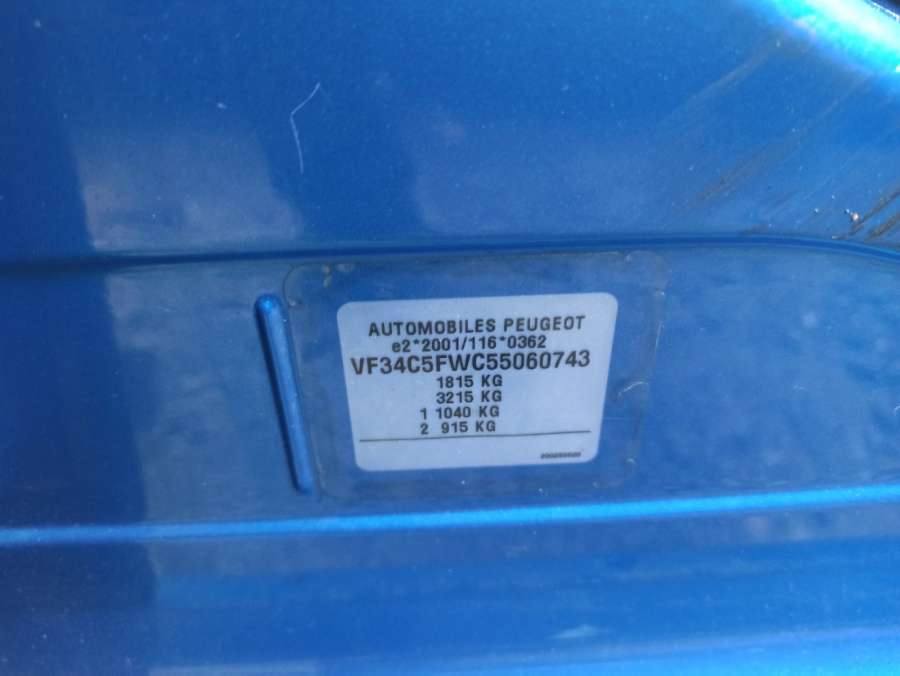 AUTOMOBILES PEUGEOT
e2*2001/116*0362
VF34C5FWC55060743
1815 KG
3215 KG
1 1040 KG
2 915 KG